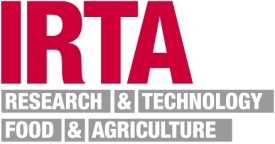 IRTA
RESEARCH & TECHNOLOGY
FOOD & AGRICULTURE